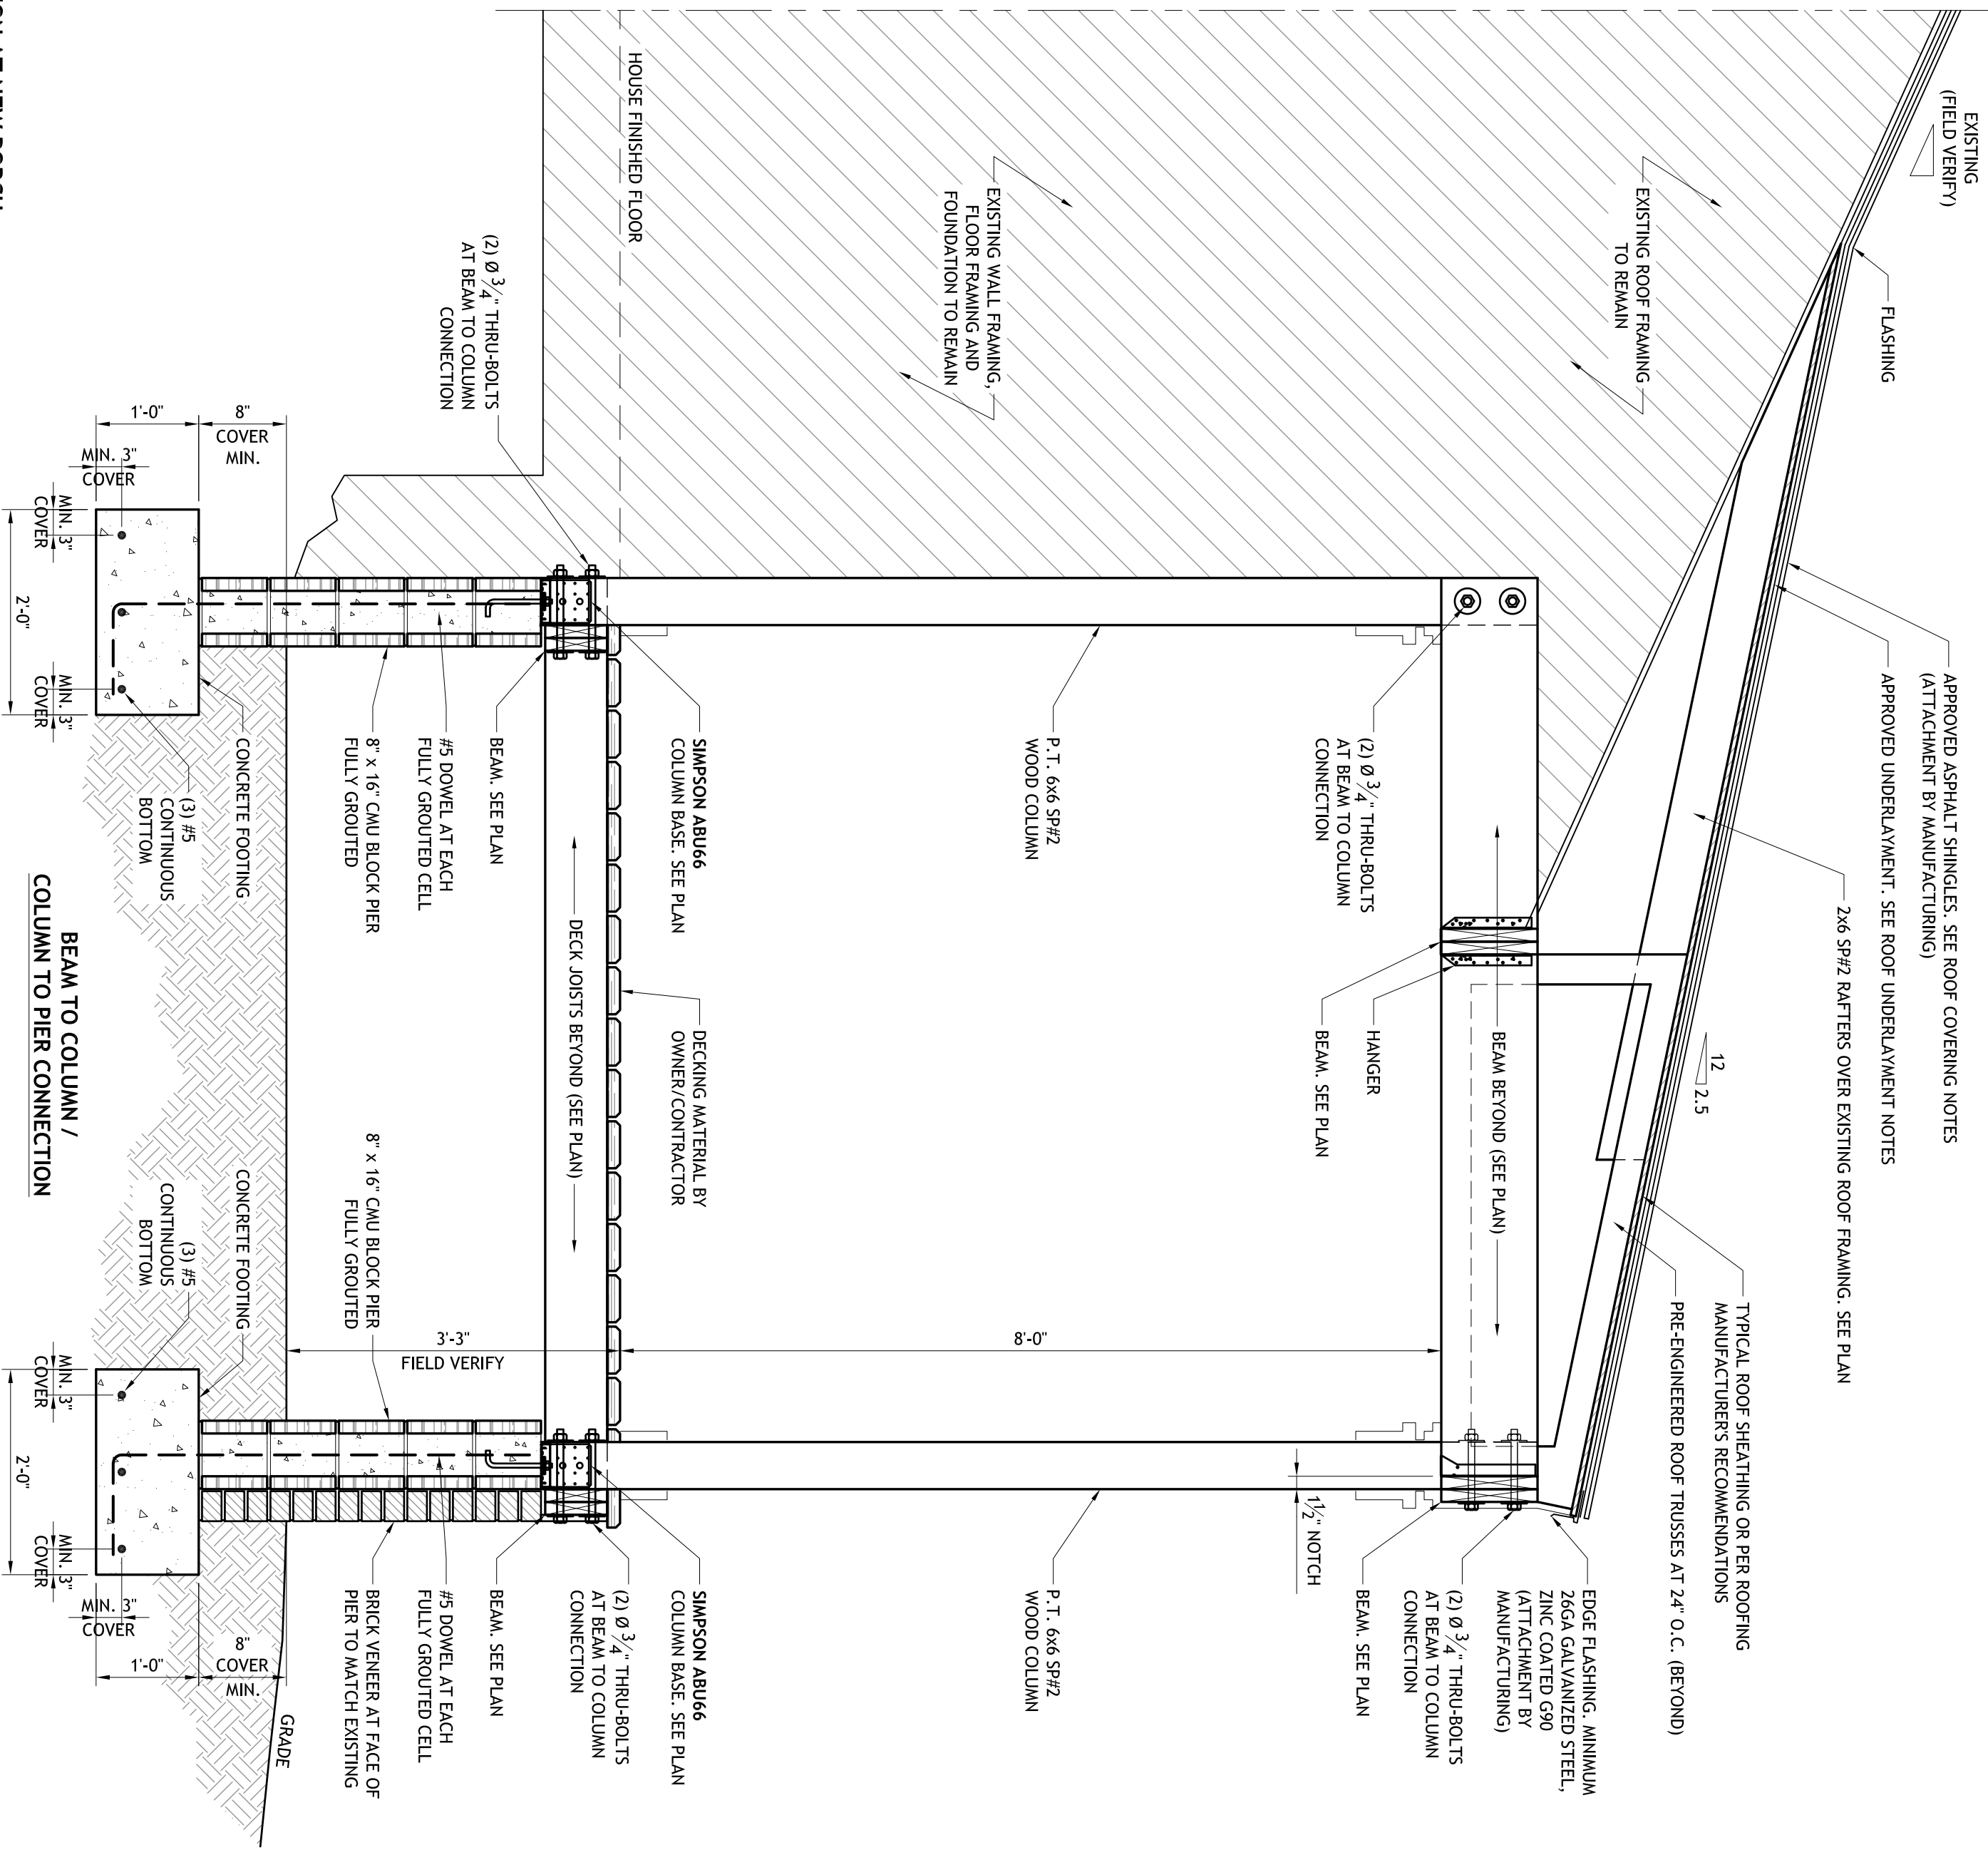 EXISTING
(FIELD VERIFY)
FLASHING
APPROVED ASPHALT SHINGLES. SEE ROOF COVERING NOTES
(ATTACHMENT BY MANUFACTURING)
APPROVED UNDERLAYMENT. SEE ROOF UNDERLAYMENT NOTES
2x6 SP#2 RAFTERS OVER EXISTING ROOF FRAMING. SEE PLAN
12
2.5
TYPICAL ROOF SHEATHING OR PER ROOFING
MANUFACTURER'S RECOMMENDATIONS
PRE-ENGINEERED ROOF TRUSSES AT 24" O.C. (BEYOND)
EDGE FLASHING. MINIMUM
26GA GALVANIZED STEEL,
ZINC COATED G90
(ATTACHMENT BY
MANUFACTURING)
EXISTING ROOF FRAMING
TO REMAIN
BEAM BEYOND (SEE PLAN)
(2) Ø 3/4" THRU-BOLTS
AT BEAM TO COLUMN
CONNECTION
HANGER
BEAM. SEE PLAN
(2) Ø 3/4" THRU-BOLTS
AT BEAM TO COLUMN
CONNECTION
BEAM. SEE PLAN
1 1/2" NOTCH
EXISTING WALL FRAMING,
FLOOR FRAMING AND
FOUNDATION TO REMAIN
P.T. 6x6 SP#2
WOOD COLUMN
8'-0"
P.T. 6x6 SP#2
WOOD COLUMN
HOUSE FINISHED FLOOR
SIMPSON ABU66
COLUMN BASE. SEE PLAN
DECKING MATERIAL BY
OWNER/CONTRACTOR
SIMPSON ABU66
COLUMN BASE. SEE PLAN
(2) Ø 3/4" THRU-BOLTS
AT BEAM TO COLUMN
CONNECTION
DECK JOISTS BEYOND (SEE PLAN)
(2) Ø 3/4" THRU-BOLTS
AT BEAM TO COLUMN
CONNECTION
BEAM. SEE PLAN
#5 DOWEL AT EACH
FULLY GROUTED CELL
8" x 16" CMU BLOCK PIER
FULLY GROUTED
8" x 16" CMU BLOCK PIER
FULLY GROUTED
3'-3"
FIELD VERIFY
BEAM. SEE PLAN
#5 DOWEL AT EACH
FULLY GROUTED CELL
BRICK VENEER AT FACE OF
PIER TO MATCH EXISTING
GRADE
8"
COVER
MIN.
1'-0"
MIN. 3"
COVER
MIN. 3"
COVER
MIN. 3"
COVER
2'-0"
CONCRETE FOOTING
(3) #5
CONTINUOUS
BOTTOM
CONCRETE FOOTING
(3) #5
CONTINUOUS
BOTTOM
8"
COVER
MIN.
1'-0"
MIN. 3"
COVER
MIN. 3"
COVER
MIN. 3"
COVER
2'-0"
BEAM TO COLUMN /
COLUMN TO PIER CONNECTION